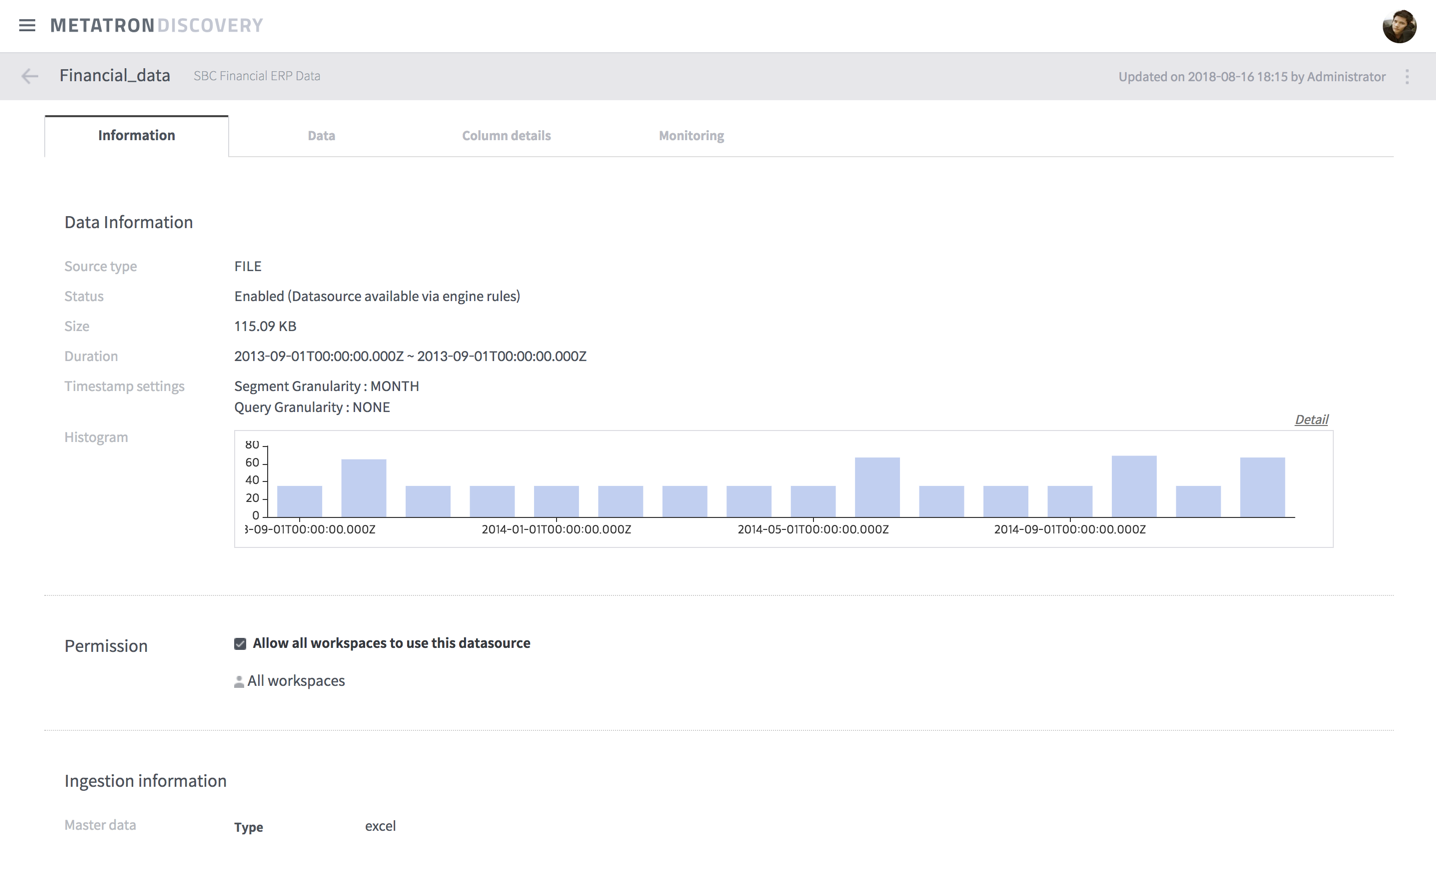 METATRONDISCOVERY
Financial_data SBC Financial ERP Data Updated on 2018-08-16 18:15 by Administrator
Information Data Column details Monitoring
Data Information
Source type FILE
Status Enabled (Datasource available via engine rules)
Size 115.09 KB
Duration 2013-09-01T00:00:00.000Z ~ 2013-09-01T00:00:00.000Z
Timestamp settings Segment Granularity : MONTH
Query Granularity : NONE
Detail
Histogram
80
60
40
20
0
3-09-01T00:00:00.000Z 2014-01-01T00:00:00.000Z 2014-05-01T00:00:00.000Z 2014-09-01T00:00:00.000Z
Permission Allow all workspaces to use this datasource
All workspaces
Ingestion information
Master data Type excel